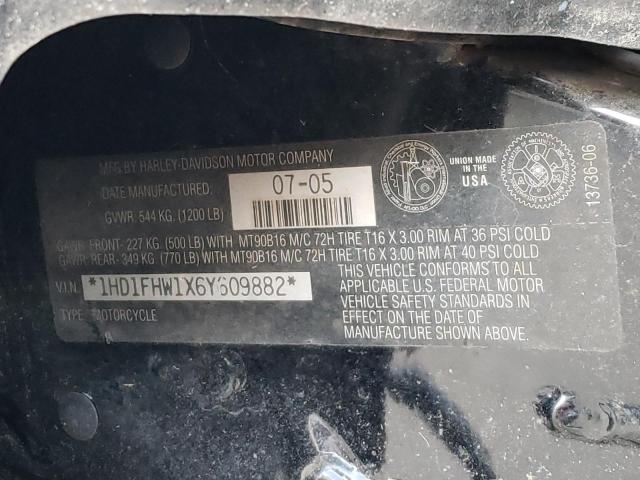 MFG BY HARLEY-DAVIDSON MOTOR COMPANY
DATE MANUFACTURED: 07-05
GVWR: 544 KG. (1200 LB)
UNION MADE
IN THE
USA
13736-06
GAWR: FRONT- 227 KG. (500 LB) WITH MT90B16 M/C 72H TIRE T16 X 3.00 RIM AT 36 PSI COLD
GAWR: REAR- 349 KG. (770 LB) WITH MT90B16 M/C 72H TIRE T16 X 3.00 RIM AT 40 PSI COLD
V.I.N. *1HD1FHW1X6Y609882*
TYPE: MOTORCYCLE
THIS VEHICLE CONFORMS TO ALL
APPLICABLE U.S. FEDERAL MOTOR
VEHICLE SAFETY STANDARDS IN
EFFECT ON THE DATE OF
MANUFACTURE SHOWN ABOVE.